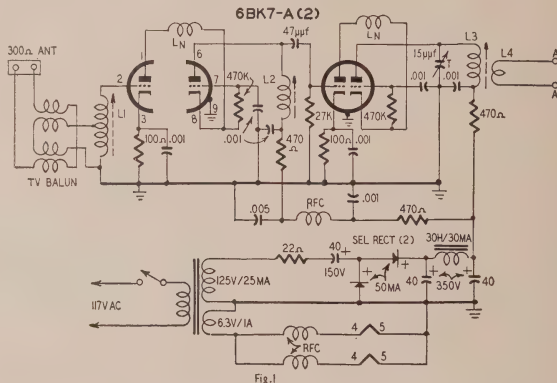 6BK7-A(2)
300Ω ANT
LN
47µµf
LN
15µµf
L3
L4
A
A
T
2
6
7
1
3
8
9
470K
L2
.001
.001
L1
100Ω
.001
.001
470
Ω
27K
100Ω
470K
.001
470Ω
TV BALUN
.005
RFC
.001
470Ω
22Ω
40
150V
SEL RECT (2)
50MA
30H/30MA
40
350V
40
117V AC
125V/25MA
6.3V/1A
RFC
4 5
4 5
Fig.1